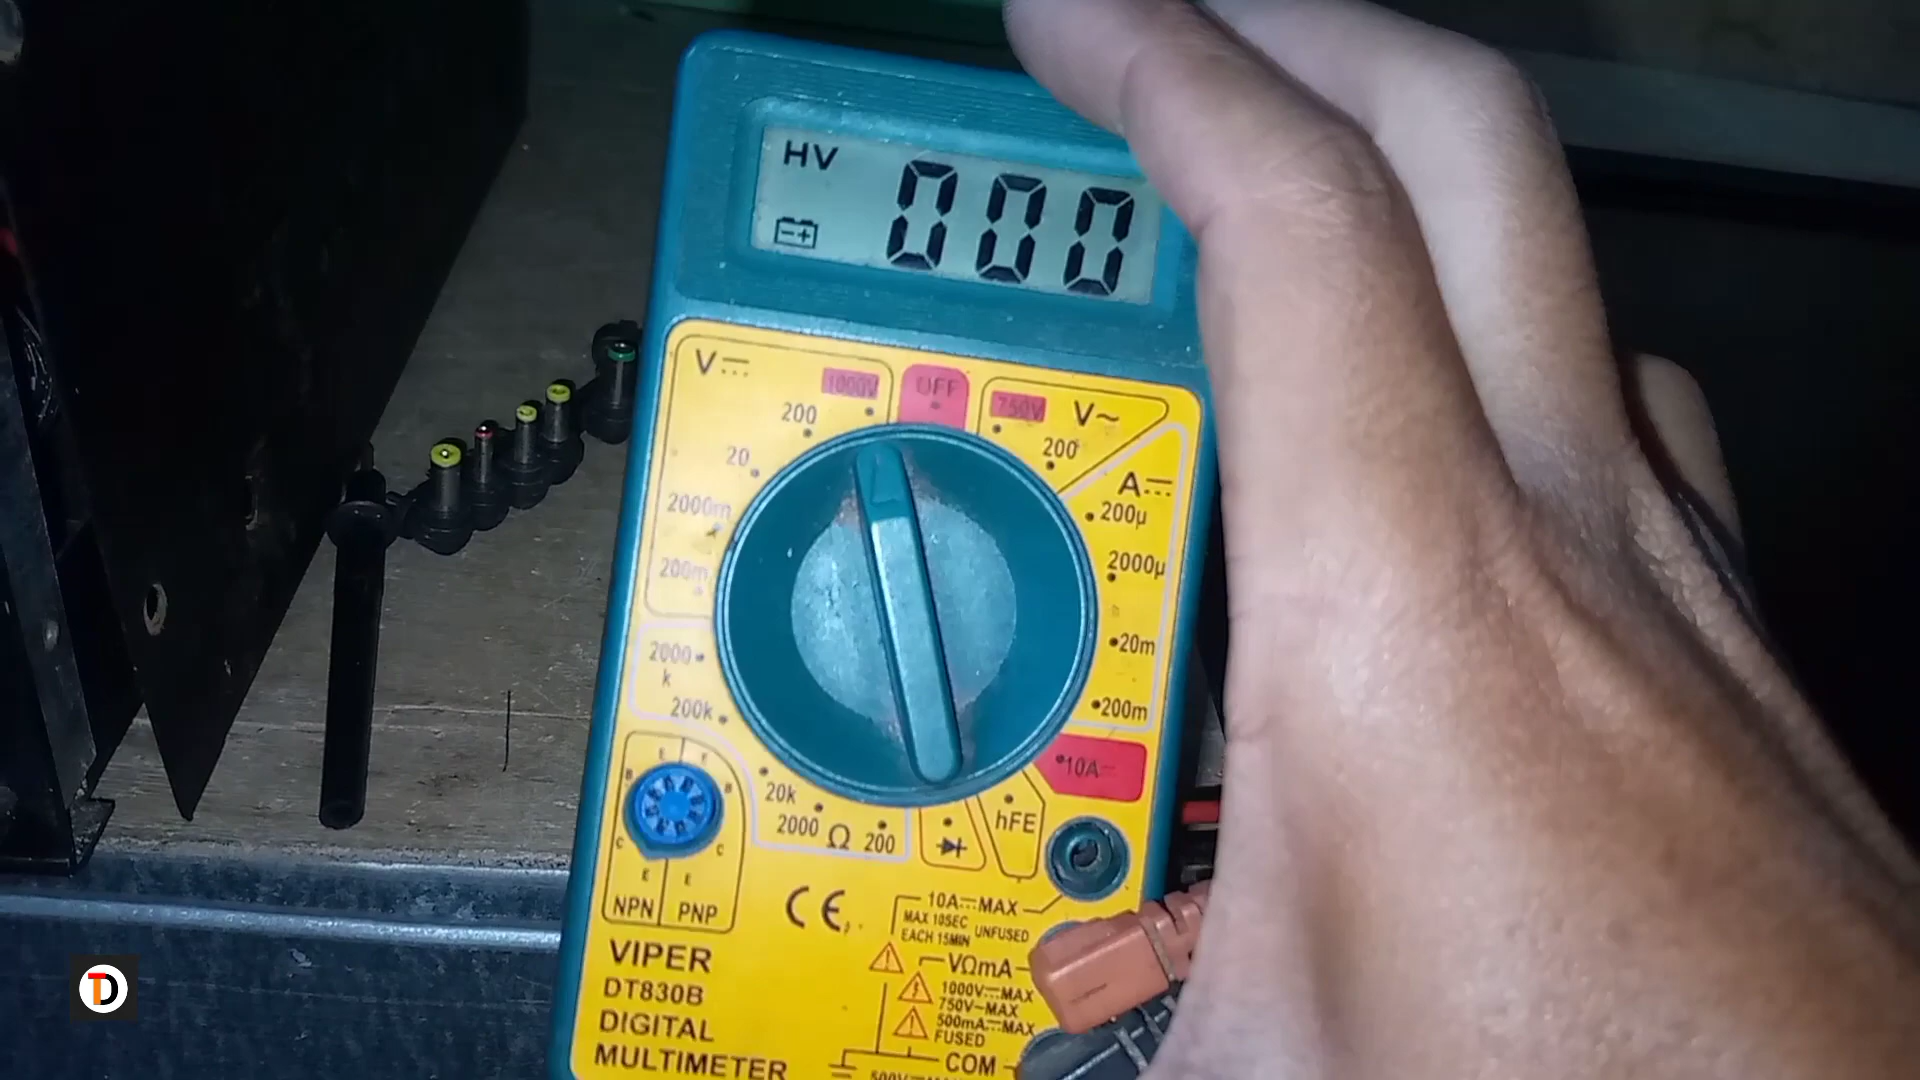 HV
000
V
1000V
OFF
750V
V~
200
200
20
A
2000m
200µ
200m
2000µ
2000
k
20m
200k
200m
10A
20k
2000 Ω 200
hFE
E
E
B
B
C
C
E
E
NPN
PNP
CE
10A MAX
MAX 10SEC
EACH 15MIN
UNFUSED
VΩmA
1000V MAX
750V~MAX
500mA MAX
FUSED
COM
VIPER
DT830B
DIGITAL
MULTIMETER
TD